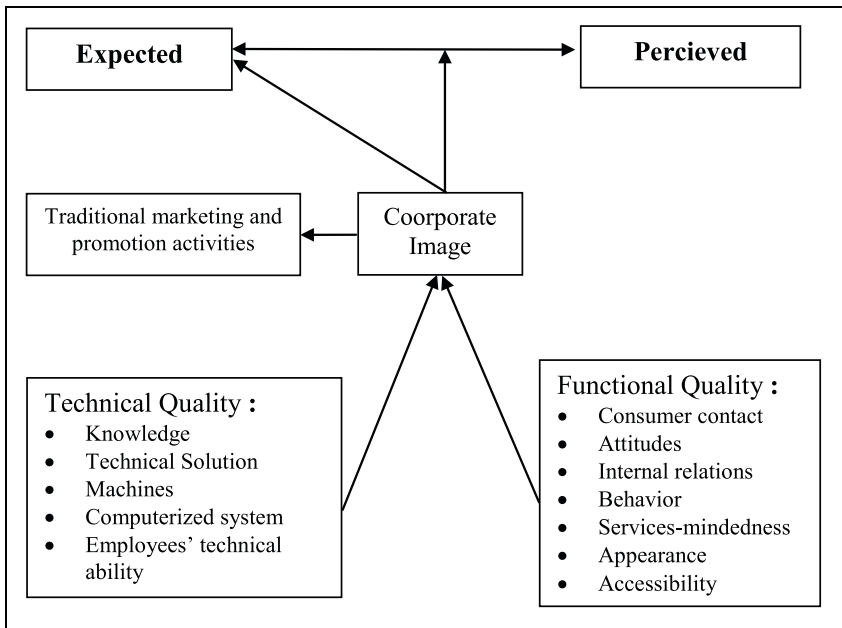 Expected
Percieved
Traditional marketing and
promotion activities
Coorporate
Image
Technical Quality :
• Knowledge
• Technical Solution
• Machines
• Computerized system
• Employees’ technical
ability
Functional Quality :
• Consumer contact
• Attitudes
• Internal relations
• Behavior
• Services-mindedness
• Appearance
• Accessibility